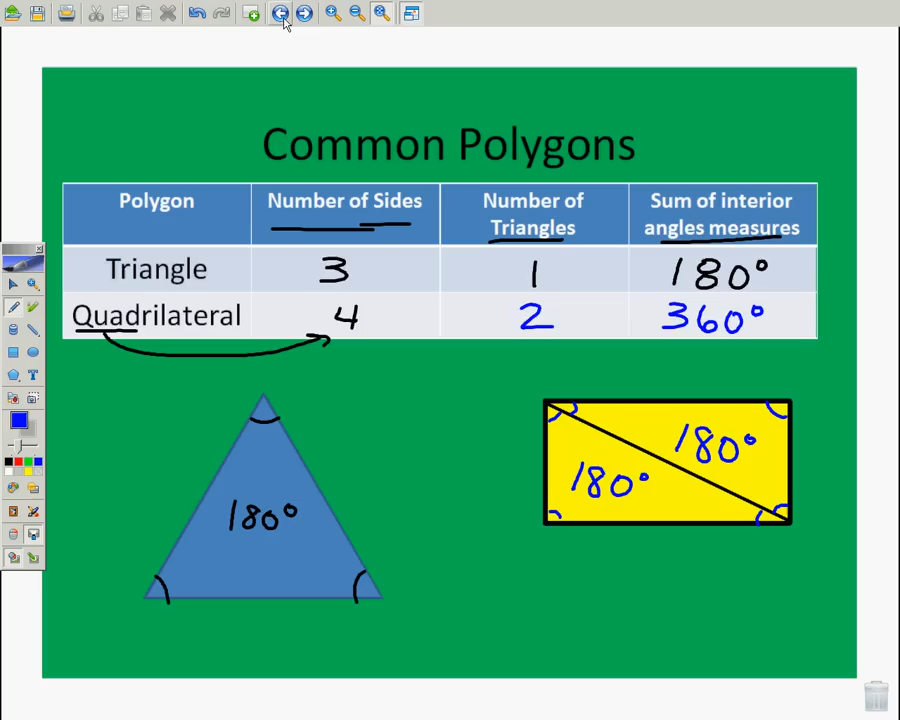 Common Polygons
Polygon
Number of Sides
Number of
Triangles
Sum of interior
angles measures
Triangle 3 1 180°
Quadrilateral 4 2 360°
180°
180°
180°
T